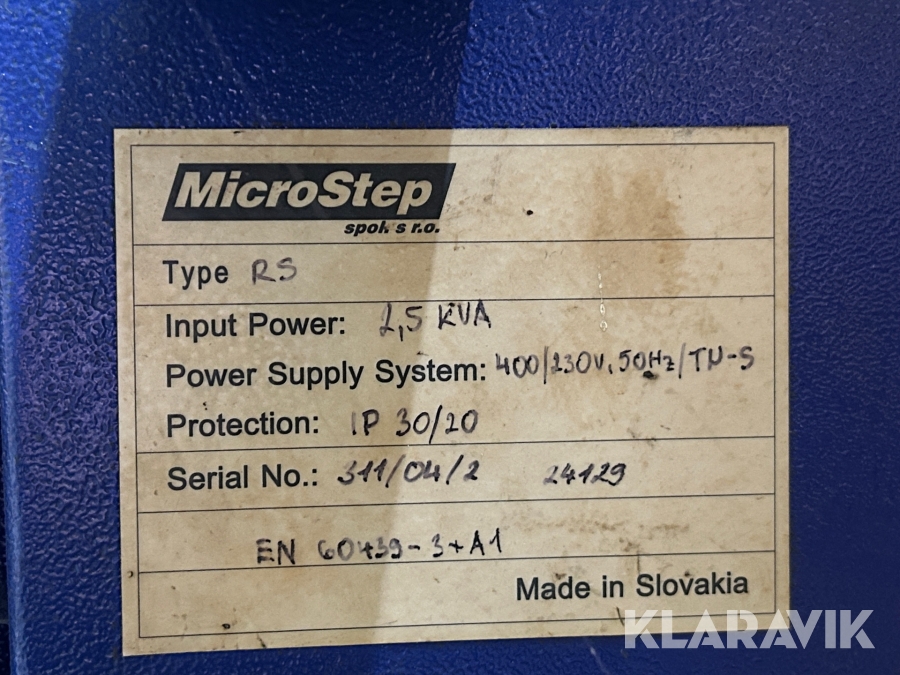 MicroStep
spol. s r.o.
Type RS
Input Power: 2,5 KVA
Power Supply System: 400/230V, 50Hz/TN-S
Protection: IP 30/20
Serial No.: 311/04/2 24129
EN 60439-3+A1
Made in Slovakia
KLARAVIK